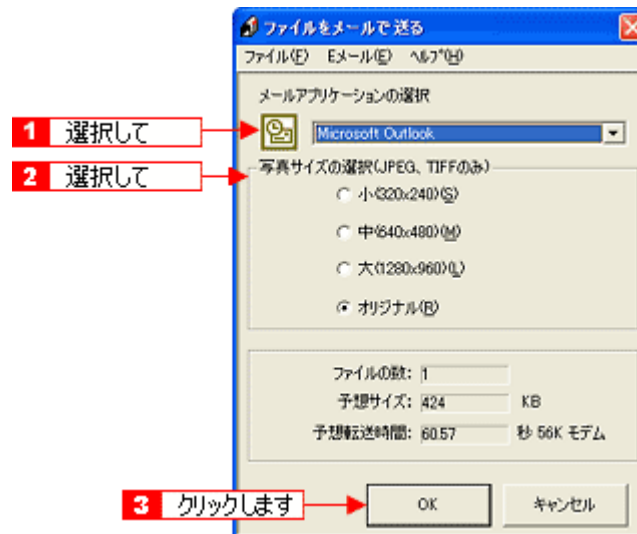 ファイルをメールで送る
ファイル(F) Eメール(E) ヘルプ(H)
メールアプリケーションの選択
1 選択して
Microsoft Outlook
2 選択して
写真サイズの選択(JPEG、TIFFのみ)
小(320x240)(S)
中(640x480)(M)
大(1280x960)(L)
オリジナル(R)
ファイルの数: 1
予想サイズ: 424 KB
予想転送時間: 60.57 秒 56K モデム
3 クリックします
OK キャンセル